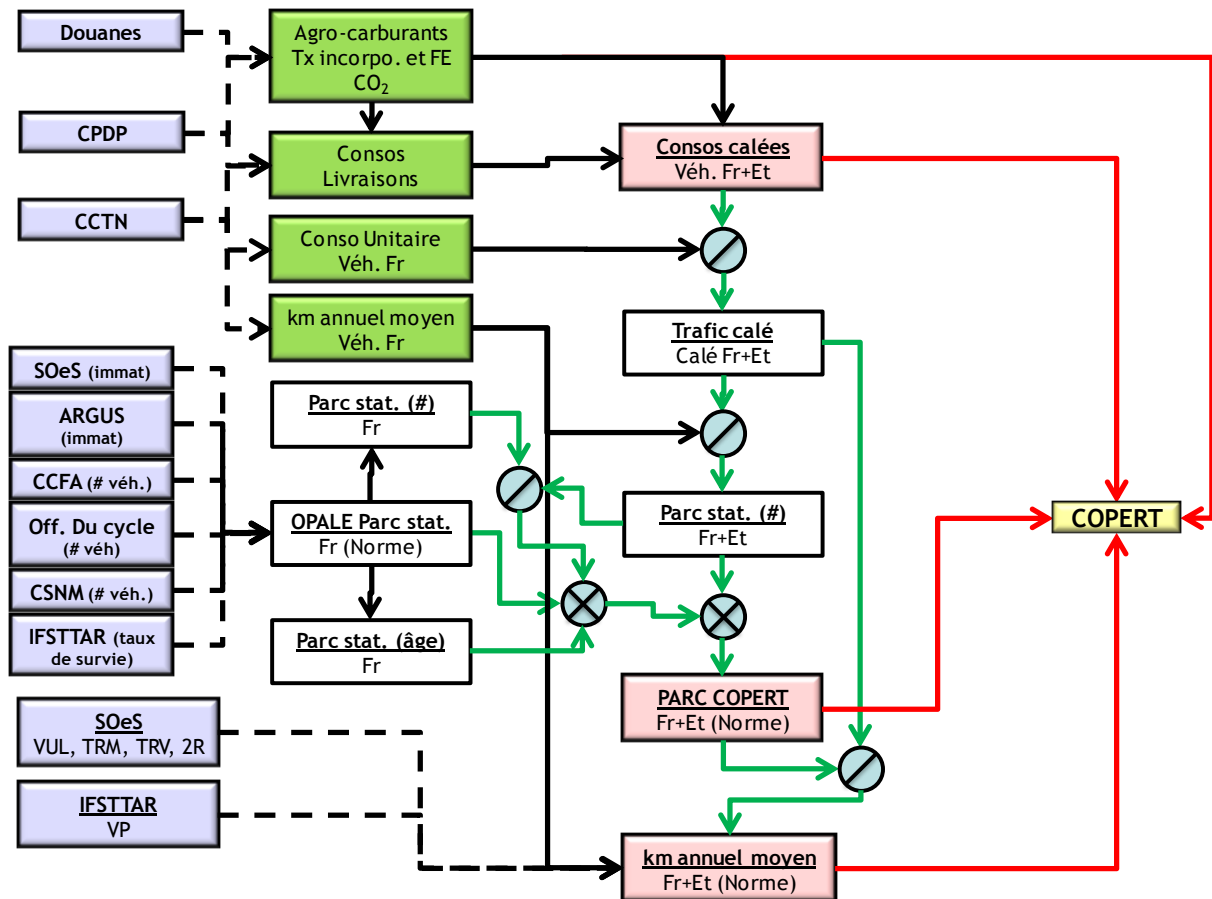 Douanes
CPDP
CCTN
Agro-carburants
Tx incorpo. et FE
CO₂
Consos
Livraisons
Conso Unitaire
Véh. Fr
km annuel moyen
Véh. Fr
Consos calées
Véh. Fr+Et
Trafic calé
Calé Fr+Et
SOeS (immat)
ARGUS
(immat)
CCFA (# véh.)
Off. Du cycle
(# véh)
CSNM (# véh.)
IFSTTAR (taux
de survie)
Parc stat. (#)
Fr
OPALE Parc stat.
Fr (Norme)
Parc stat. (âge)
Fr
Parc stat. (#)
Fr+Et
COPERT
PARC COPERT
Fr+Et (Norme)
SOeS
VUL, TRM, TRV, 2R
IFSTTAR
VP
km annuel moyen
Fr+Et (Norme)